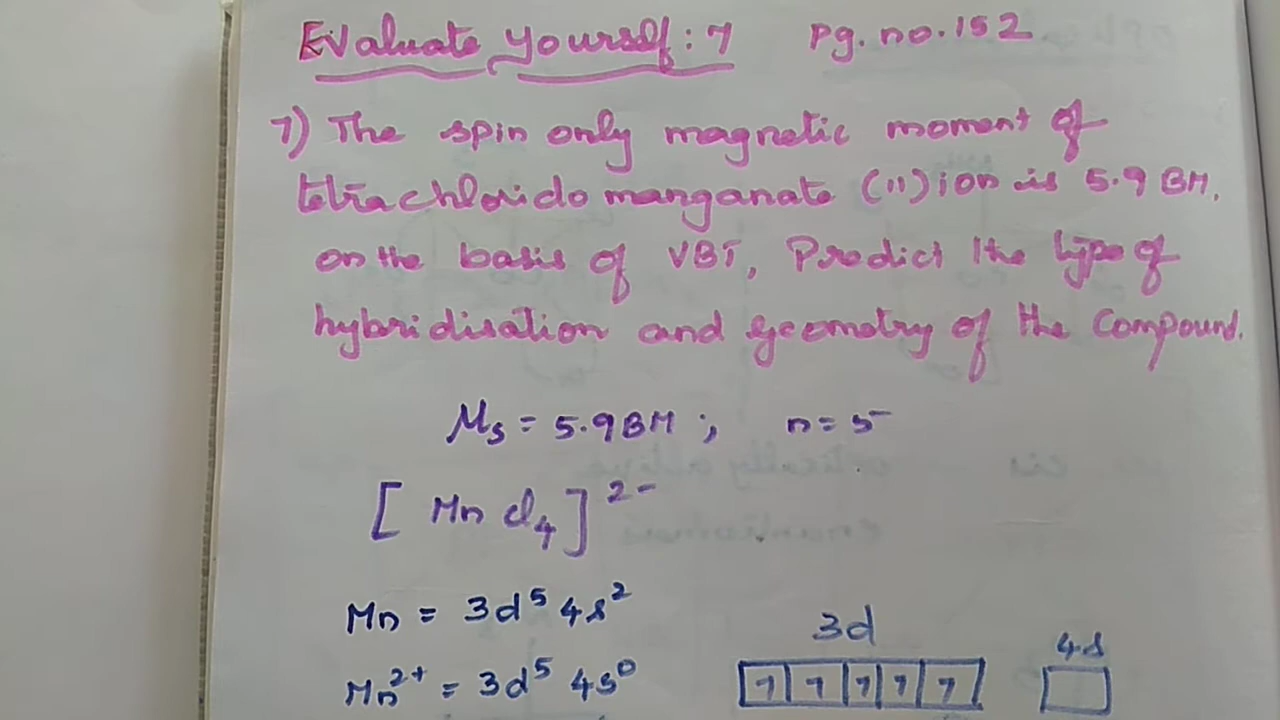 Evaluate Yourself: 7 Pg. no. 152
7) The spin only magnetic moment of
tetrachlorido manganate (II) ion is 5.9 BM.
on the basis of VBT, Predict the type of
hybridisation and geometry of the compound.
μs = 5.9 BM ; n = 5
[Mn Cl4]2-
Mn = 3d5 4s2
3d
4s
Mn2+ = 3d5 4s0